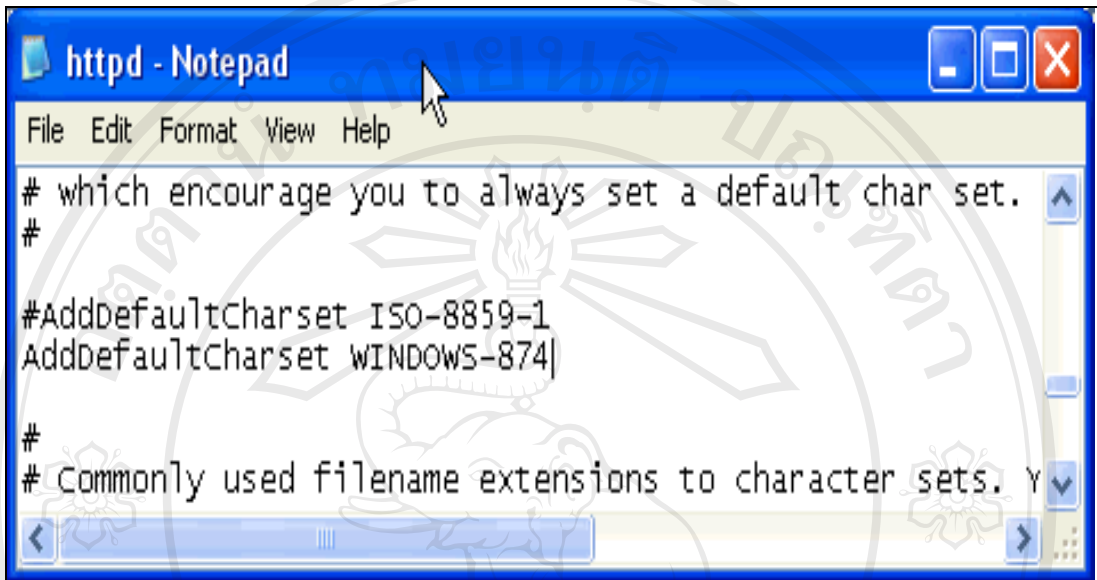 httpd - Notepad
File Edit Format View Help
# which encourage you to always set a default char set.
#
#AddDefaultCharset ISO-8859-1
AddDefaultCharset WINDOWS-874
#
# Commonly used filename extensions to character sets. Y